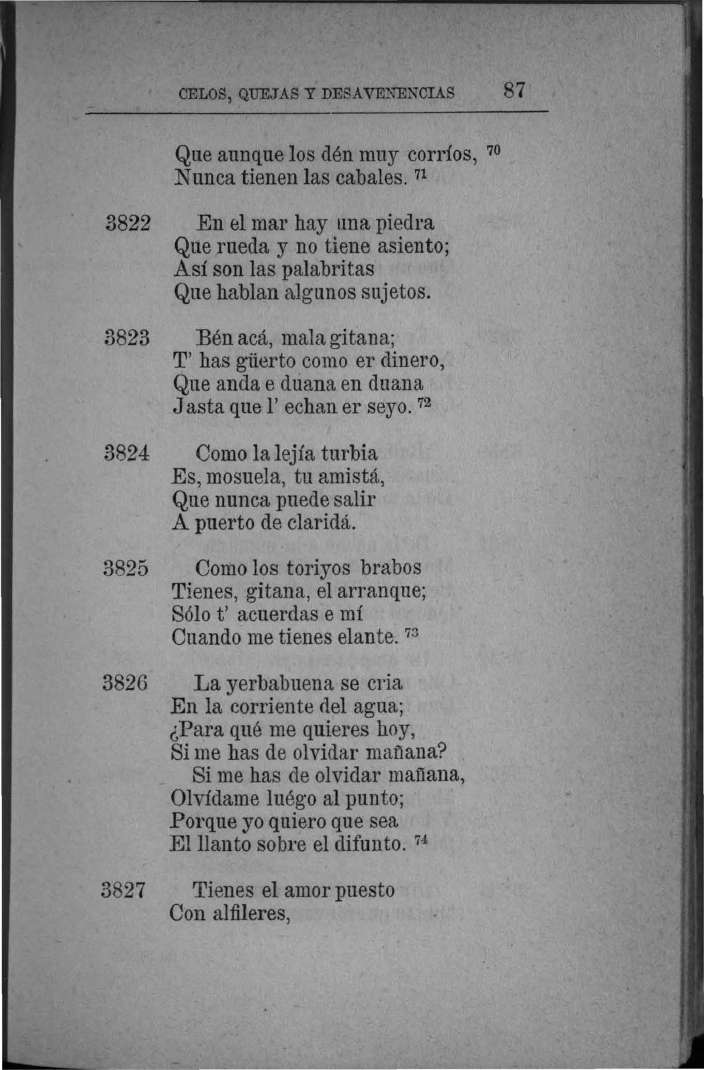 CELOS, QUEJAS Y DESAVENENCIAS 87
Que aunque los dén muy corríos, 70
Nunca tienen las cabales. 71
3822 En el mar hay una piedra
Que rueda y no tiene asiento;
Así son las palabritas
Que hablan algunos sujetos.
3823 Bén acá, mala gitana;
T' has güerto como er dinero,
Que anda e duana en duana
Jasta que l' echan er seyo. 72
3824 Como la lejía turbia
Es, mosuela, tu amistá,
Que nunca puede salir
A puerto de claridá.
3825 Como los toriyos brabos
Tienes, gitana, el arranque;
Sólo t' acuerdas e mí
Cuando me tienes elante. 73
3826 La yerbabuena se cria
En la corriente del agua;
¿Para qué me quieres hoy,
Si me has de olvidar mañana?
Si me has de olvidar mañana,
Olvídame luégo al punto;
Porque yo quiero que sea
El llanto sobre el difunto. 74
3827 Tienes el amor puesto
Con alfileres,